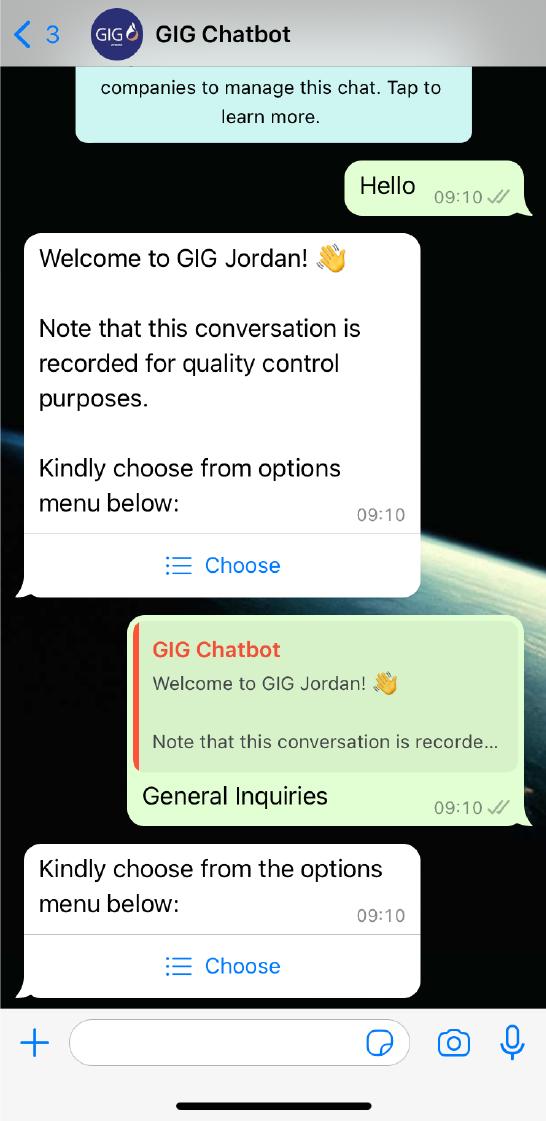 3
GIG
GIG Chatbot
companies to manage this chat. Tap to
learn more.
Hello
09:10
Welcome to GIG Jordan! 👋
Note that this conversation is
recorded for quality control
purposes.
Kindly choose from options
menu below:
09:10
Choose
GIG Chatbot
Welcome to GIG Jordan! 👋
Note that this conversation is recorde...
General Inquiries
09:10
Kindly choose from the options
menu below:
09:10
Choose